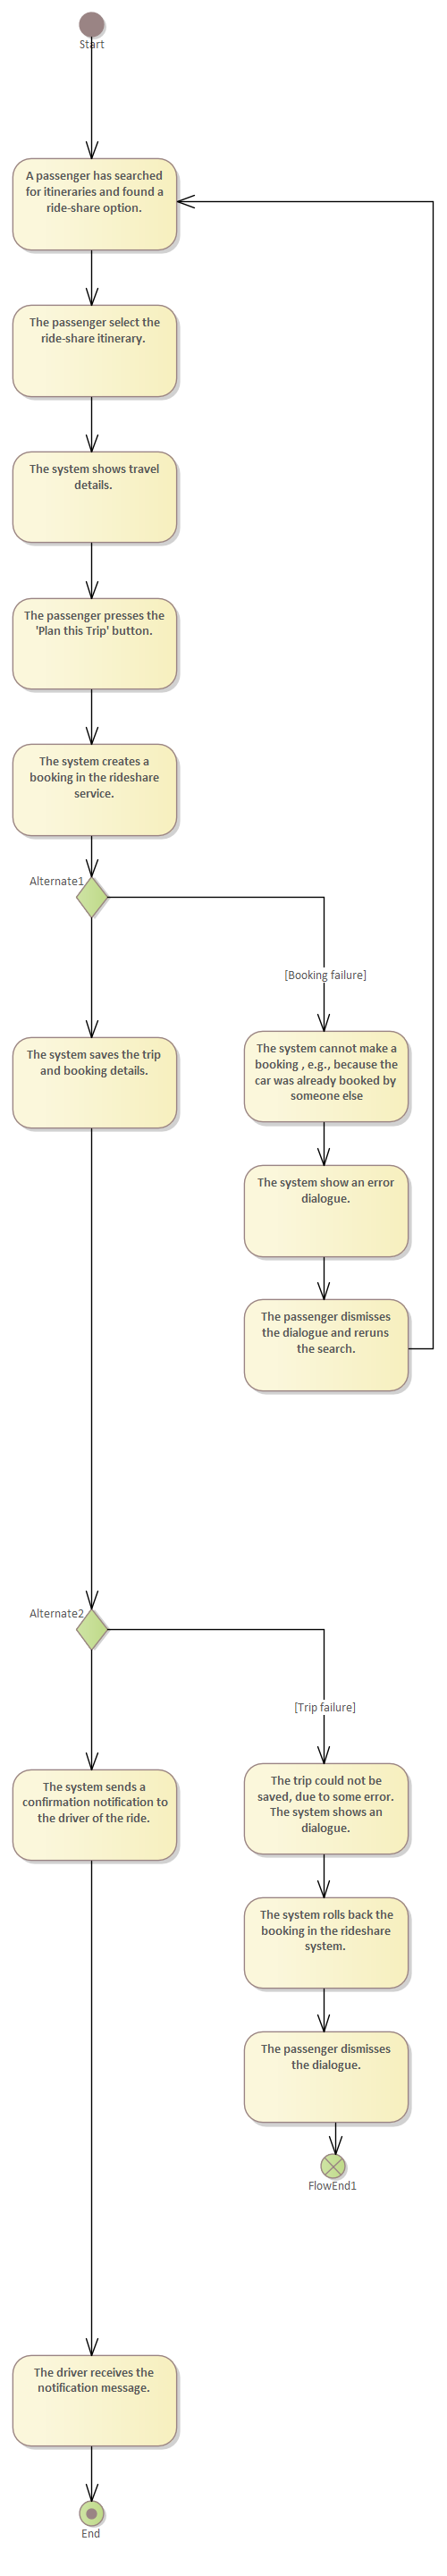 Start
A passenger has searched
for itineraries and found a
ride-share option.
The passenger select the
ride-share itinerary.
The system shows travel
details.
The passenger presses the
'Plan this Trip' button.
The system creates a
booking in the rideshare
service.
Alternate1
[Booking failure]
The system saves the trip
and booking details.
The system cannot make a
booking , e.g., because the
car was already booked by
someone else
The system show an error
dialogue.
The passenger dismisses
the dialogue and reruns
the search.
Alternate2
[Trip failure]
The system sends a
confirmation notification to
the driver of the ride.
The trip could not be
saved, due to some error.
The system shows an
dialogue.
The system rolls back the
booking in the rideshare
system.
The passenger dismisses
the dialogue.
FlowEnd1
The driver receives the
notification message.
End